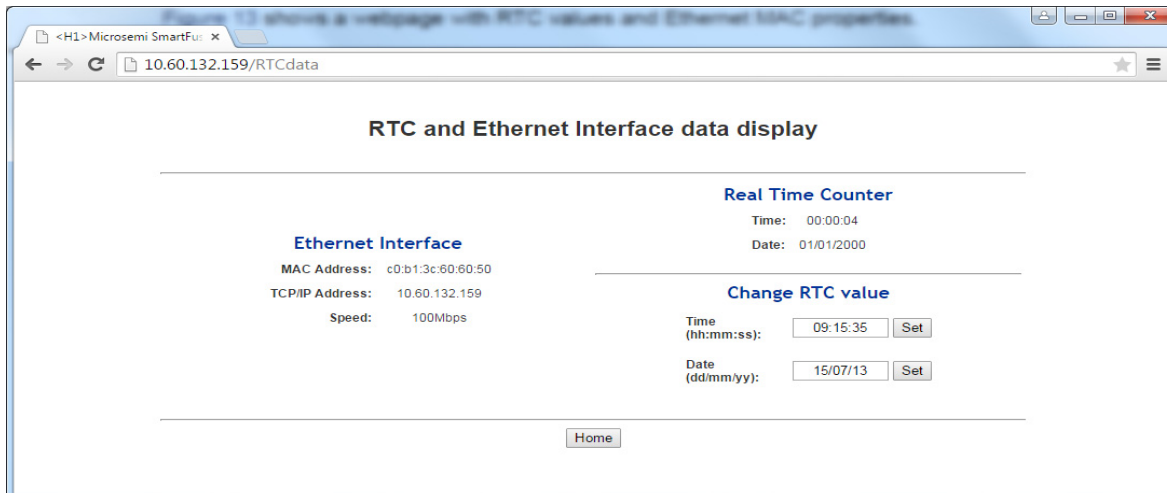 Figure 13 shows a webpage with RTC values and Ethernet MAC properties.
<H1>Microsemi SmartFus
10.60.132.159/RTCdata
RTC and Ethernet Interface data display
Ethernet Interface
MAC Address: c0:b1:3c:60:60:50
TCP/IP Address: 10.60.132.159
Speed: 100Mbps
Real Time Counter
Time: 00:00:04
Date: 01/01/2000
Change RTC value
Time
(hh:mm:ss): 09:15:35 Set
Date
(dd/mm/yy): 15/07/13 Set
Home